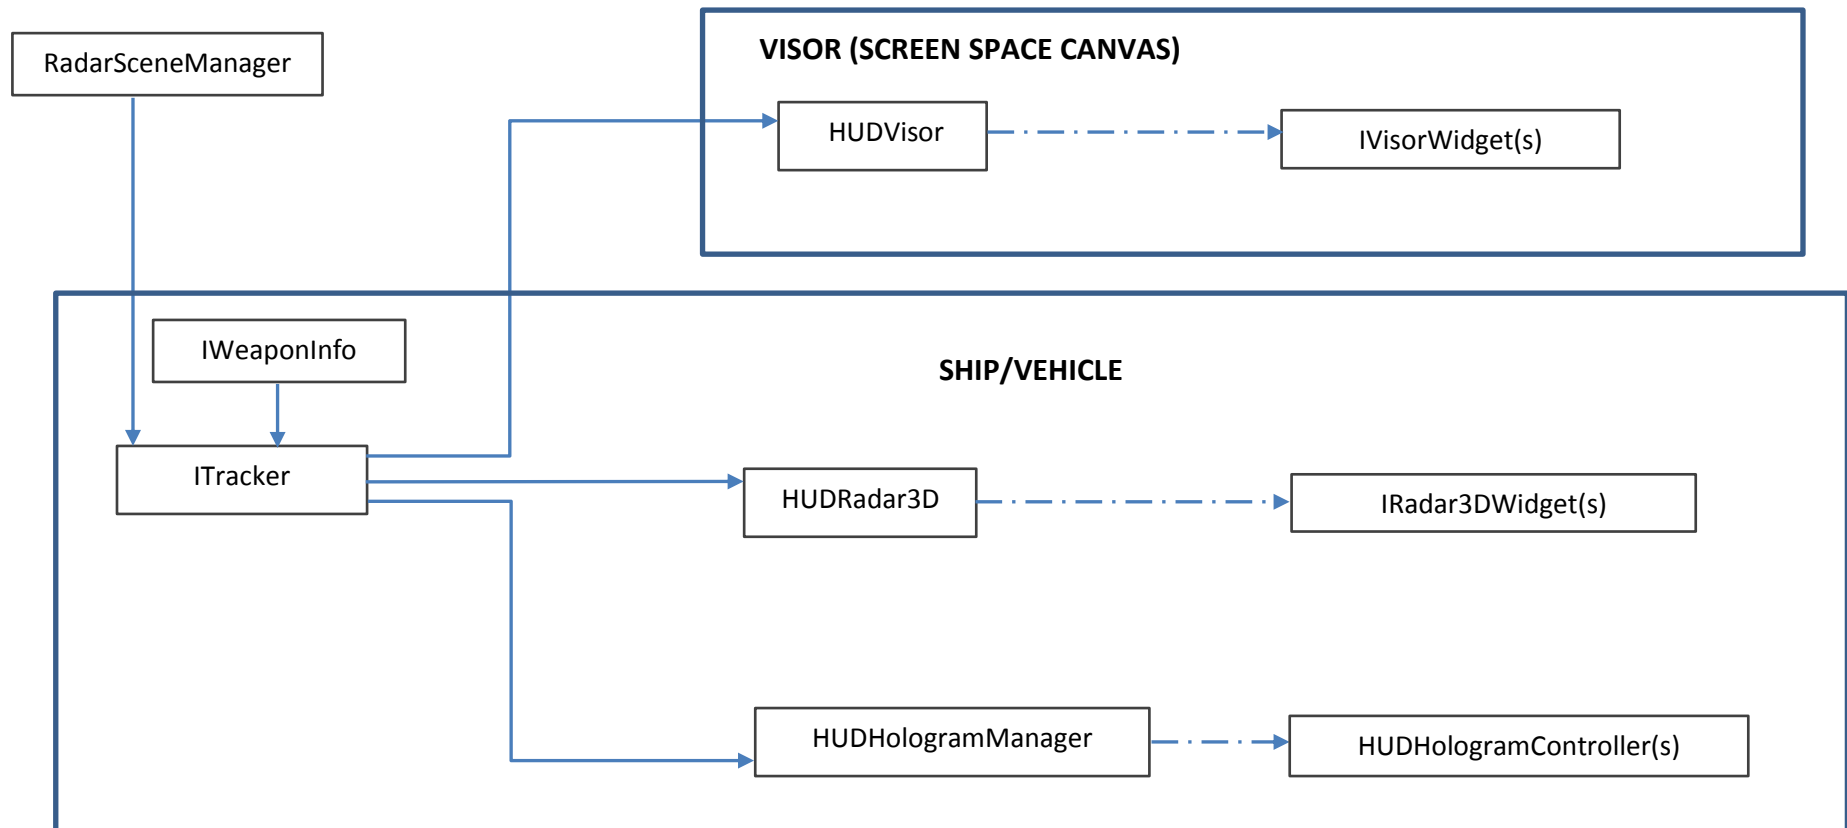 RadarSceneManager
VISOR (SCREEN SPACE CANVAS)
HUDVisor
IVisorWidget(s)
IWeaponInfo
SHIP/VEHICLE
ITracker
HUDRadar3D
IRadar3DWidget(s)
HUDHologramManager
HUDHologramController(s)